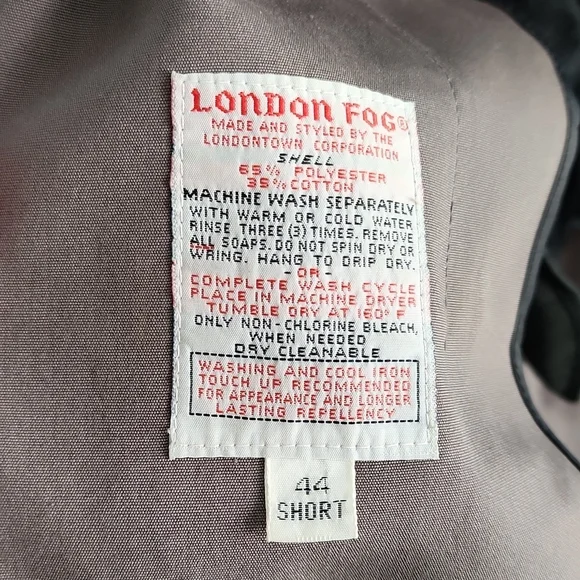 LONDON FOG®
MADE AND STYLED BY THE
LONDONTOWN CORPORATION
SHELL
65% POLYESTER
35% COTTON
MACHINE WASH SEPARATELY
WITH WARM OR COLD WATER
RINSE THREE (3) TIMES. REMOVE
ALL SOAPS. DO NOT SPIN DRY OR
WRING. HANG TO DRIP DRY.
-OR-
COMPLETE WASH CYCLE
PLACE IN MACHINE DRYER
TUMBLE DRY AT 160° F
ONLY NON-CHLORINE BLEACH,
WHEN NEEDED
DRY CLEANABLE
WASHING AND COOL IRON
TOUCH UP RECOMMENDED
FOR APPEARANCE AND LONGER
LASTING REPELLENCY
44
SHORT